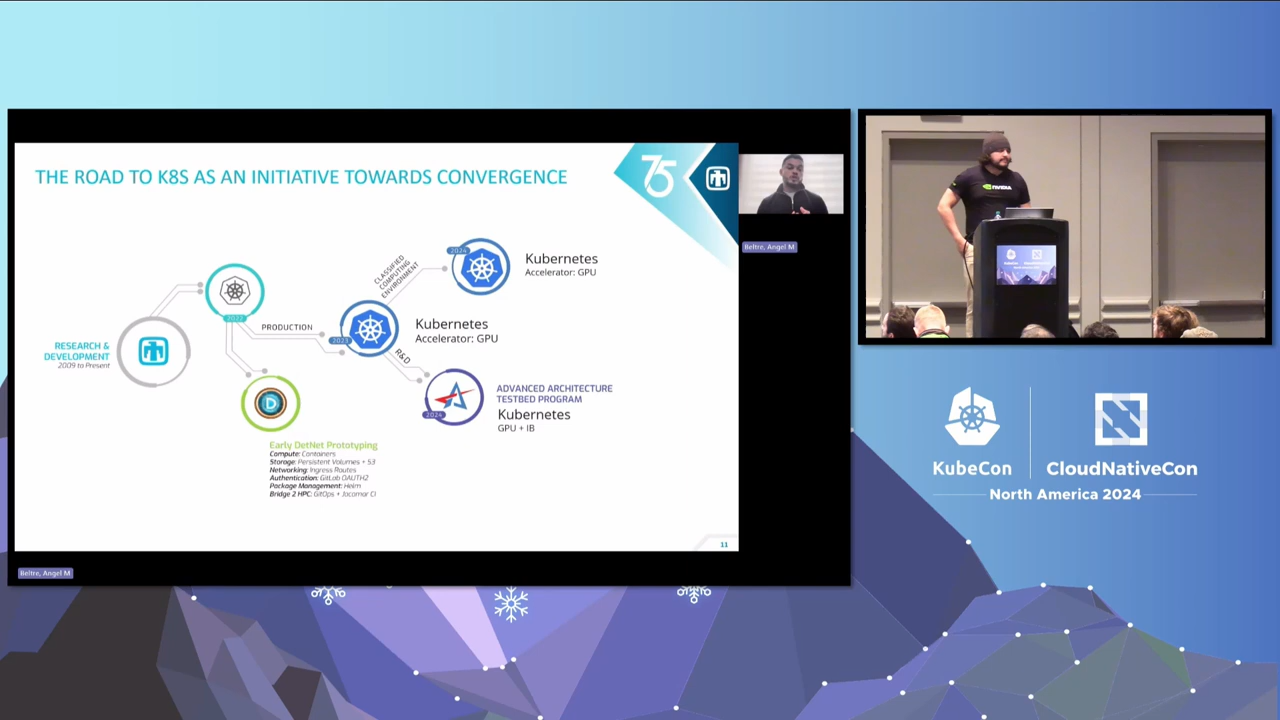 THE ROAD TO K8S AS AN INITIATIVE TOWARDS CONVERGENCE
75
Beltre, Angel M
RESEARCH &
DEVELOPMENT
2009 to Present
2022
PRODUCTION
2023
CLASSIFIED
COMPUTING
ENVIRONMENT
2024
Kubernetes
Accelerator: GPU
Kubernetes
Accelerator: GPU
R&D
2024
ADVANCED ARCHITECTURE
TESTBED PROGRAM
Kubernetes
GPU + IB
D
Early DetNet Prototyping
Compute: Containers
Storage: Persistent Volumes + S3
Networking: Ingress Routes
Authentication: GitLab OAUTH2
Package Management: Helm
Bridge 2 HPC: GitOps + Jacamar CI
11
Beltre, Angel M
NVIDIA
KubeCon
CloudNativeCon
KubeCon
CloudNativeCon
North America 2024